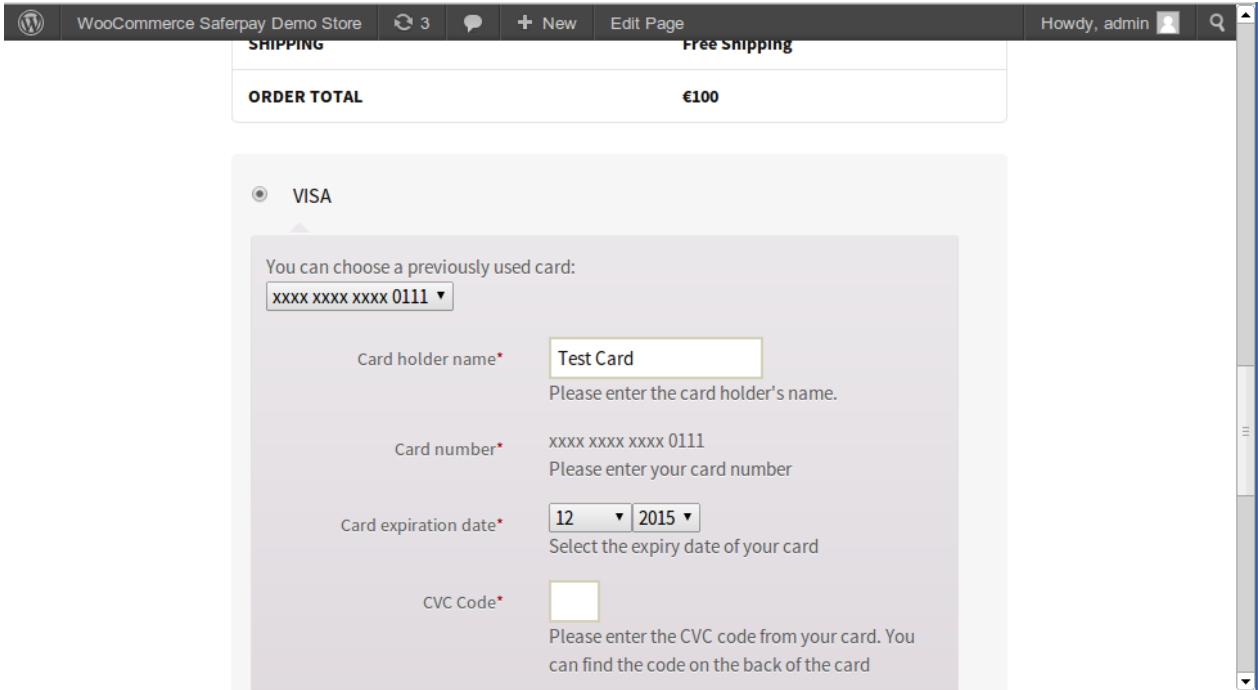 WooCommerce Saferpay Demo Store 3 + New Edit Page Howdy, admin
SHIPPING Free Shipping
ORDER TOTAL €100
VISA
You can choose a previously used card:
xxxx xxxx xxxx 0111
Card holder name* Test Card
Please enter the card holder's name.
Card number* xxxx xxxx xxxx 0111
Please enter your card number
Card expiration date* 12 2015
Select the expiry date of your card
CVC Code*
Please enter the CVC code from your card. You
can find the code on the back of the card